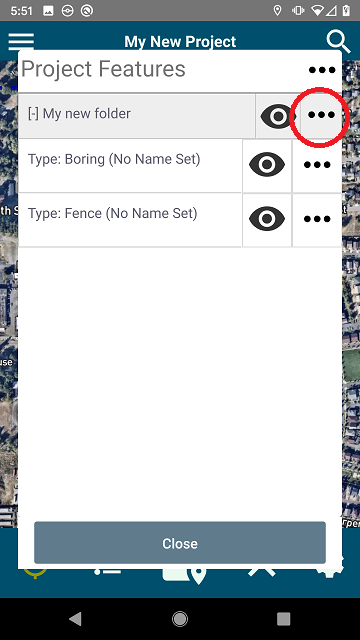 5:51
My New Project
Project Features
[-] My new folder
Type: Boring (No Name Set)
Type: Fence (No Name Set)
Close